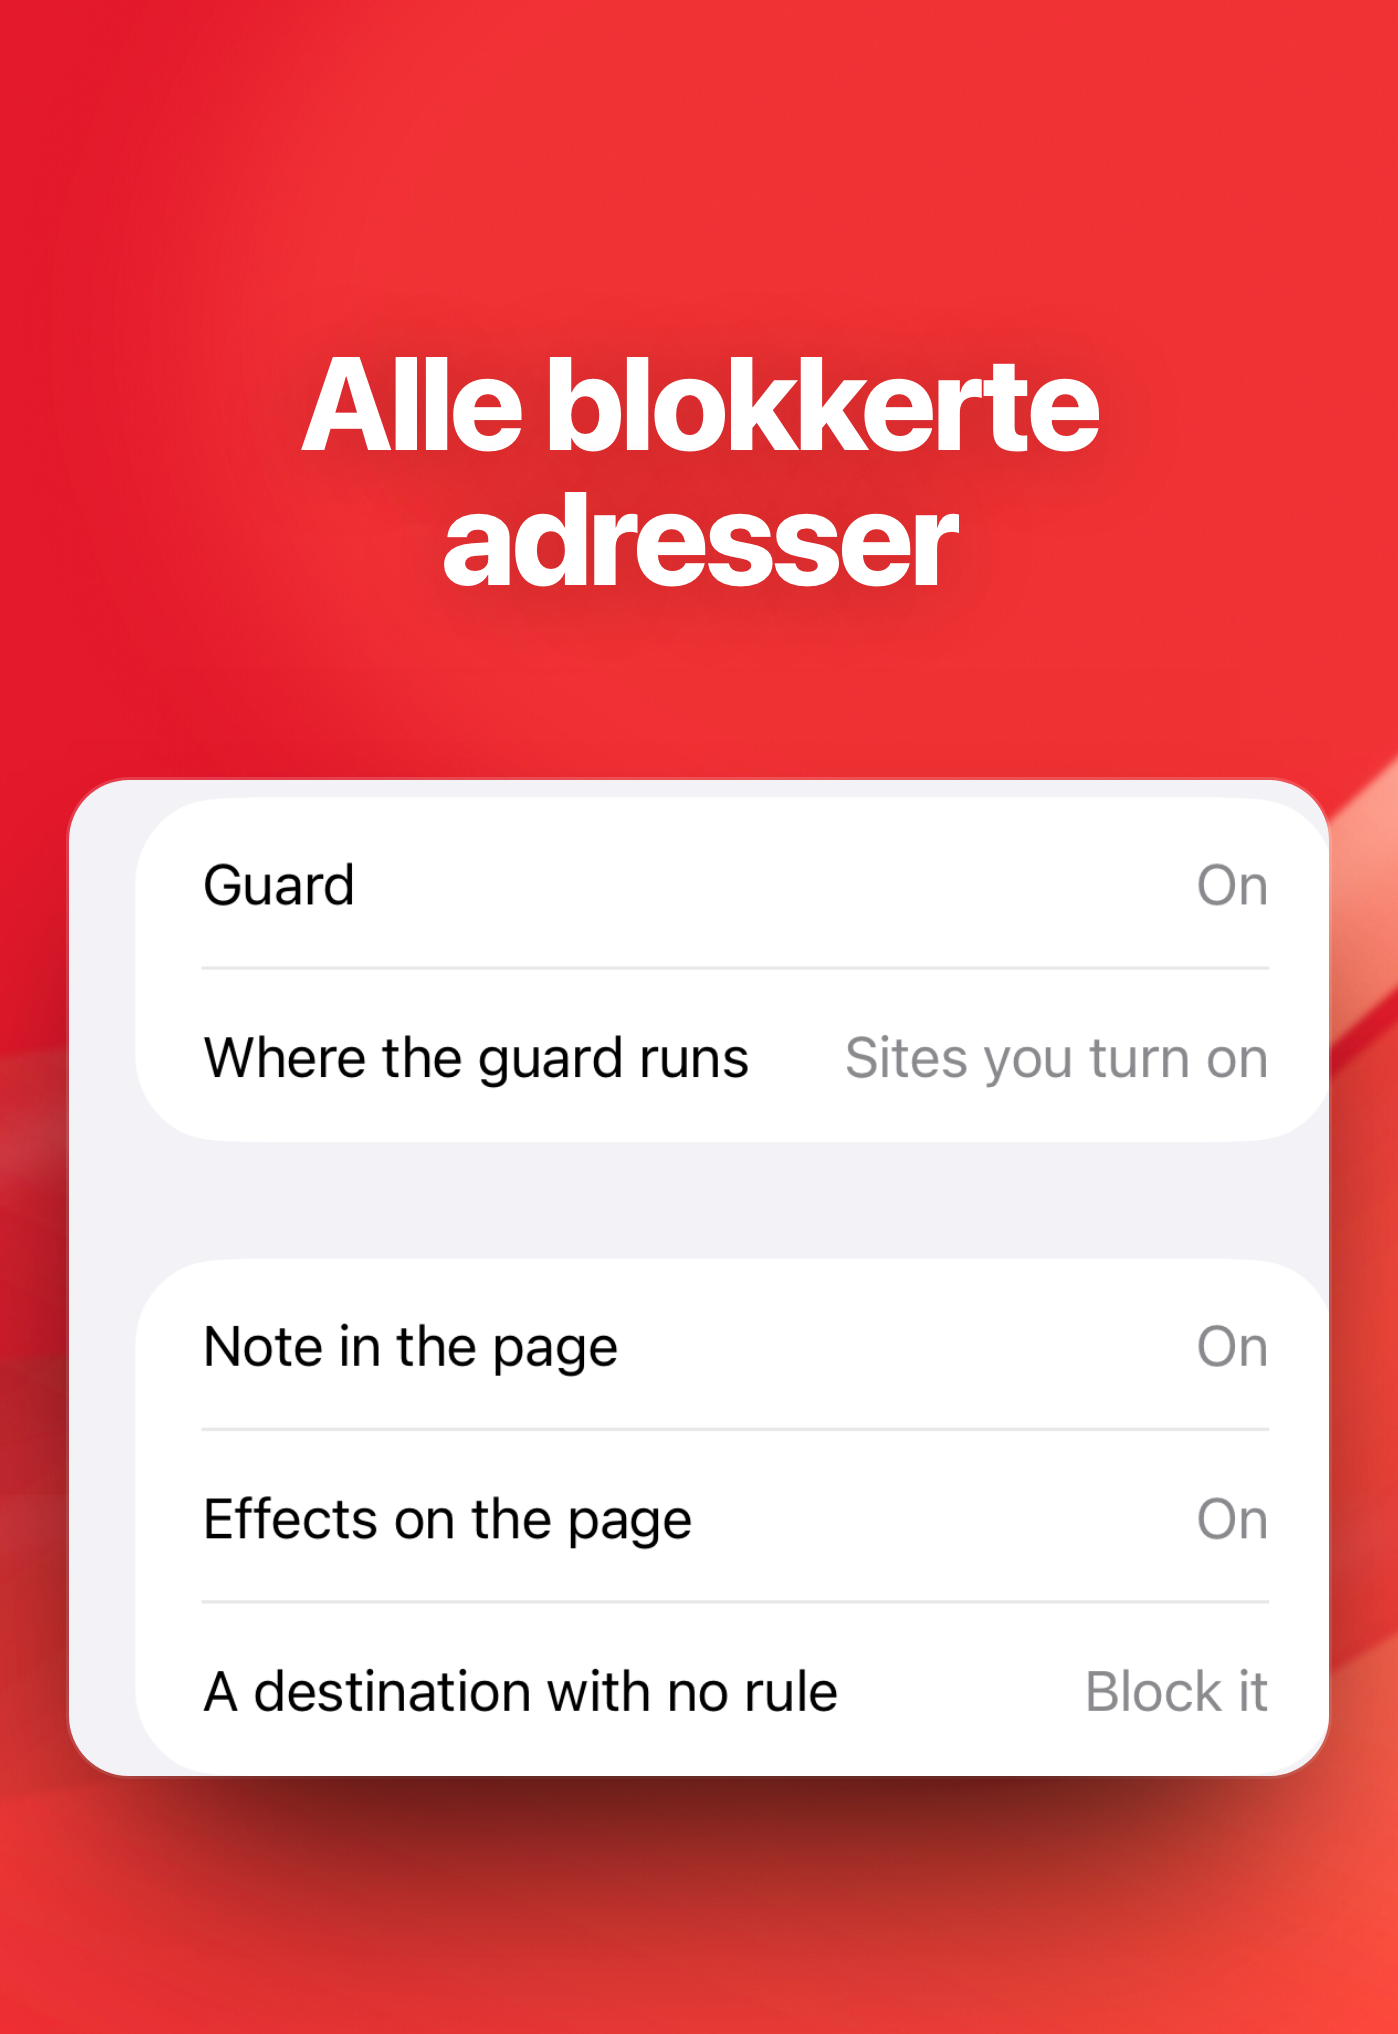 Alle blokkerte
adresser
Guard On
Where the guard runs Sites you turn on
Note in the page On
Effects on the page On
A destination with no rule Block it